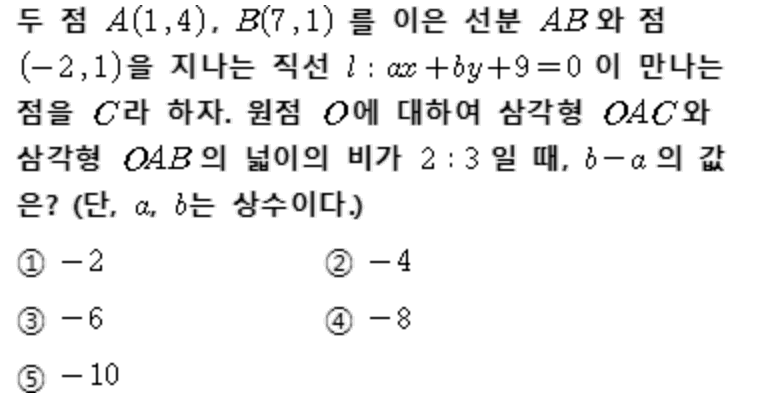 두 점 A(1,4), B(7,1) 를 이은 선분 AB와 점
(−2,1)을 지나는 직선 l : ax+by+9=0 이 만나는
점을 C라 하자. 원점 O에 대하여 삼각형 OAC와
삼각형 OAB의 넓이의 비가 2 : 3 일 때, b−a 의 값
은? (단, a, b는 상수이다.)
① −2 ② −4
③ −6 ④ −8
⑤ −10